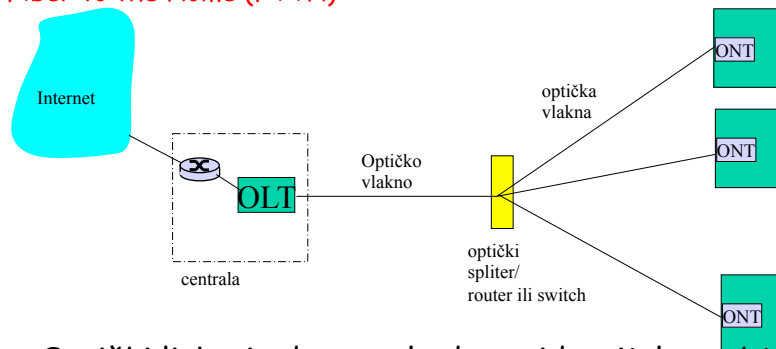 Internet
centrala
OLT
Optičko
vlakno
optička
vlakna
optički
spliter/
router ili switch
ONT
ONT
ONT